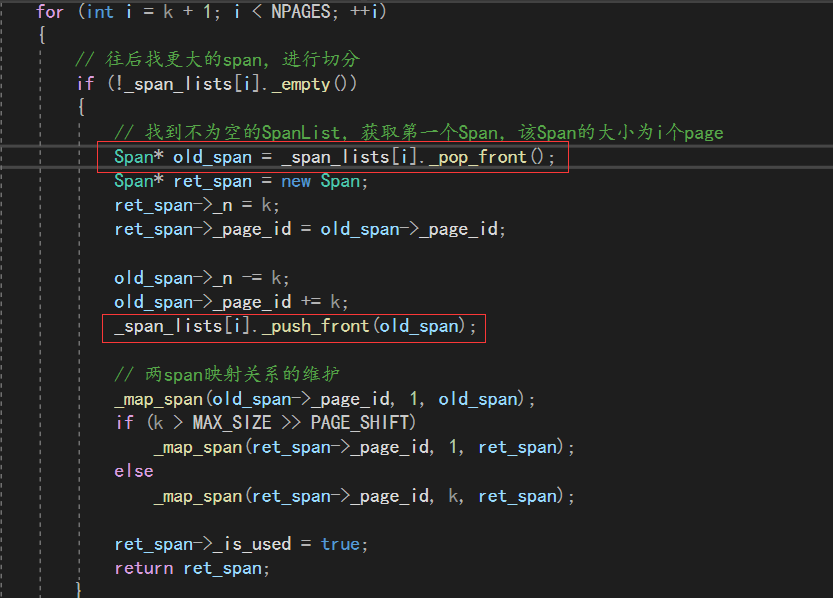 for (int i = k + 1; i < NPAGES; ++i)
{
// 往后找更大的span, 进行切分
if (!_span_lists[i]._empty())
{
// 找到不为空的SpanList, 获取第一个Span, 该Span的大小为i个page
Span* old_span = _span_lists[i]._pop_front();
Span* ret_span = new Span;
ret_span->_n = k;
ret_span->_page_id = old_span->_page_id;
old_span->_n -= k;
old_span->_page_id += k;
_span_lists[i]._push_front(old_span);
// 两span映射关系的维护
_map_span(old_span->_page_id, 1, old_span);
if (k > MAX_SIZE >> PAGE_SHIFT)
_map_span(ret_span->_page_id, 1, ret_span);
else
_map_span(ret_span->_page_id, k, ret_span);
ret_span->_is_used = true;
return ret_span;
}